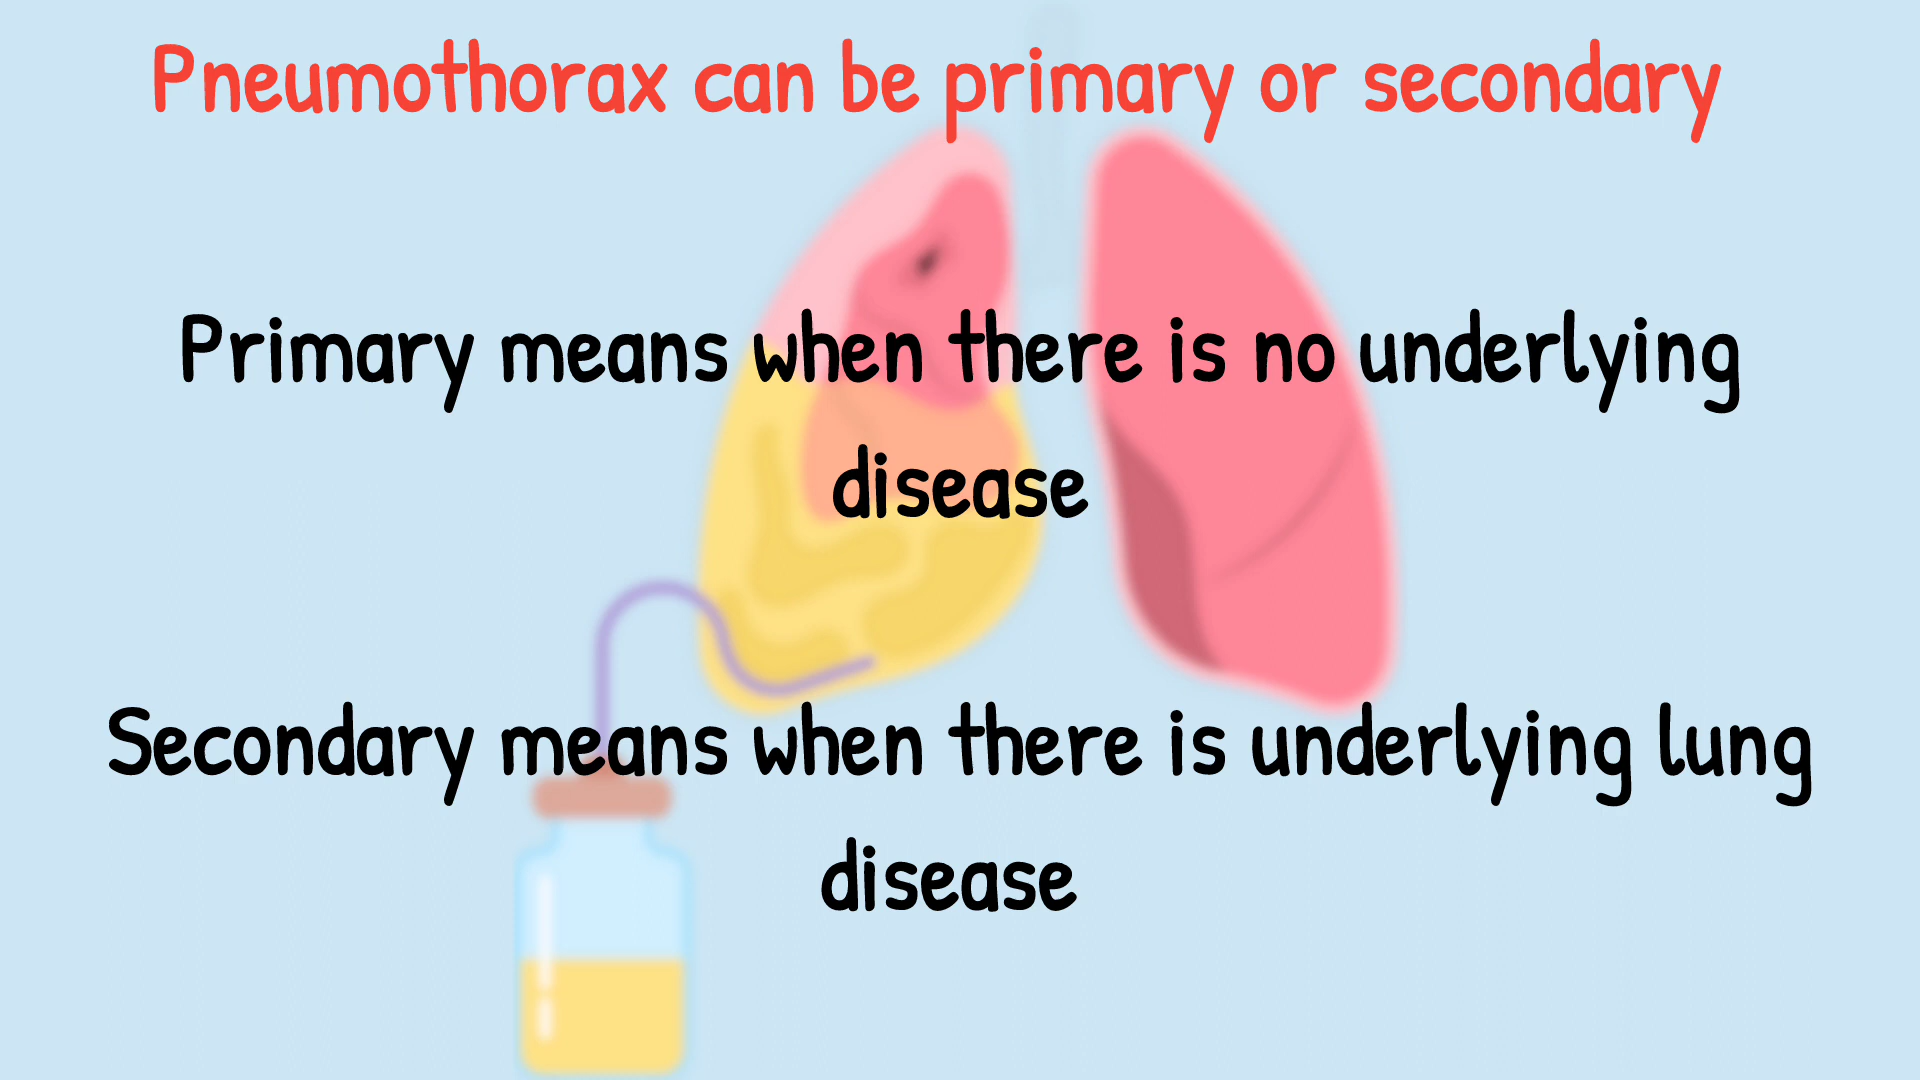 Pneumothorax can be primary or secondary
Primary means when there is no underlying
disease
Secondary means when there is underlying lung
disease